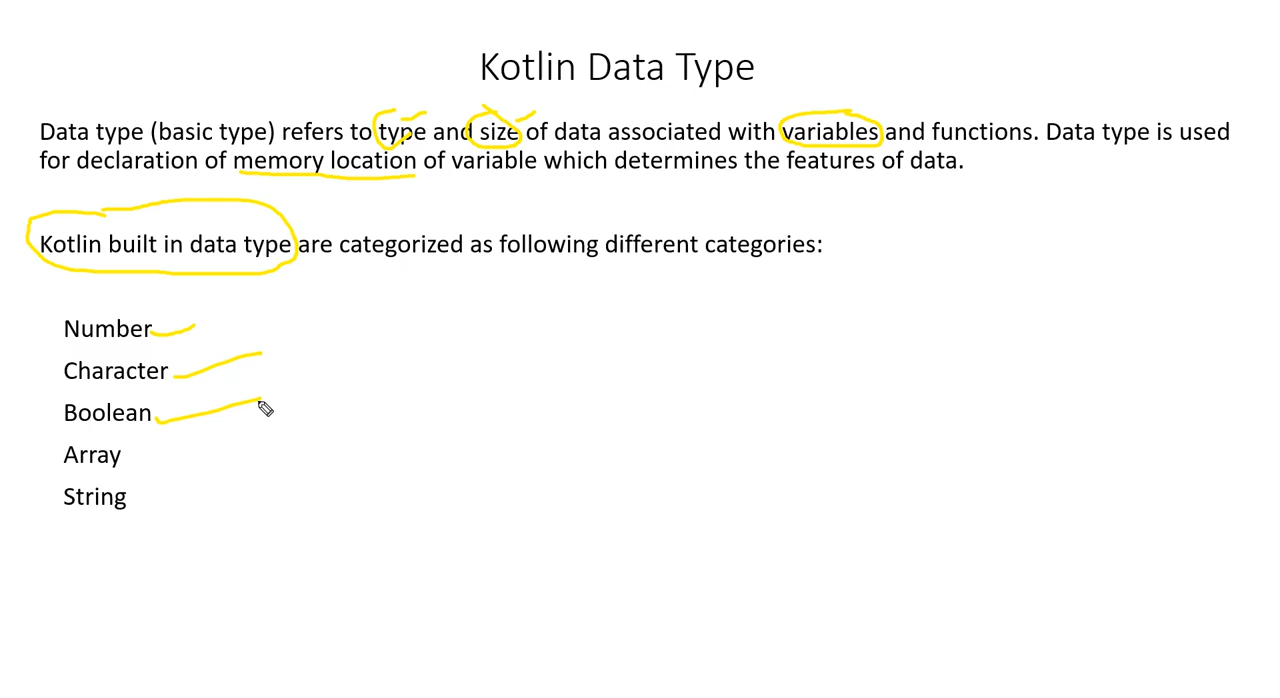 Kotlin Data Type
Data type (basic type) refers to type and size of data associated with variables and functions. Data type is used
for declaration of memory location of variable which determines the features of data.
Kotlin built in data type are categorized as following different categories:
Number
Character
Boolean
Array
String